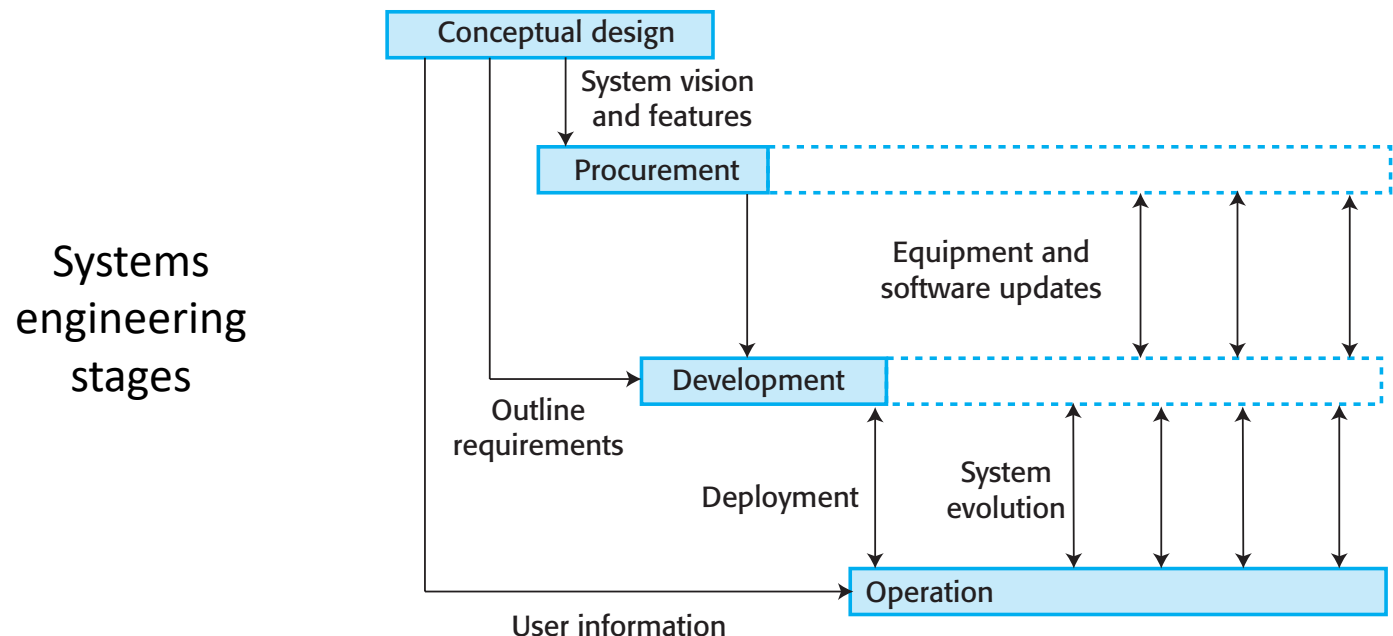 Conceptual design
System vision
and features
Procurement
Systems
engineering
stages
Equipment and
software updates
Development
Outline
requirements
Deployment
System
evolution
Operation
User information